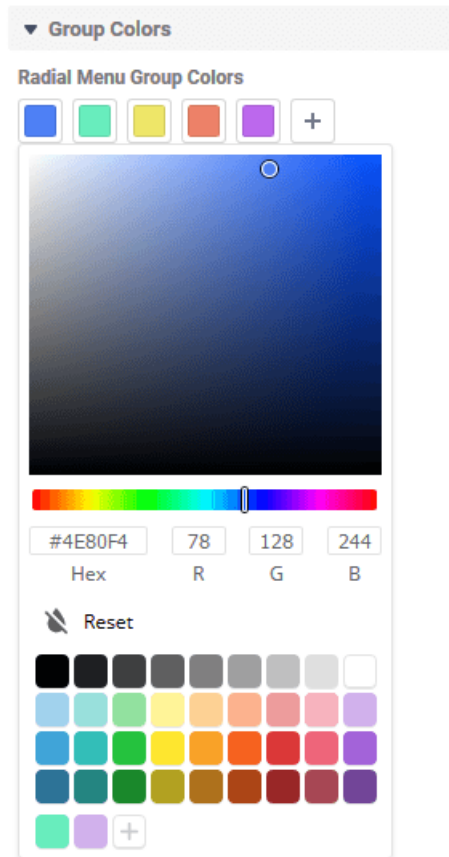 Group Colors
Radial Menu Group Colors
#4E80F4 78 128 244
Hex R G B
Reset